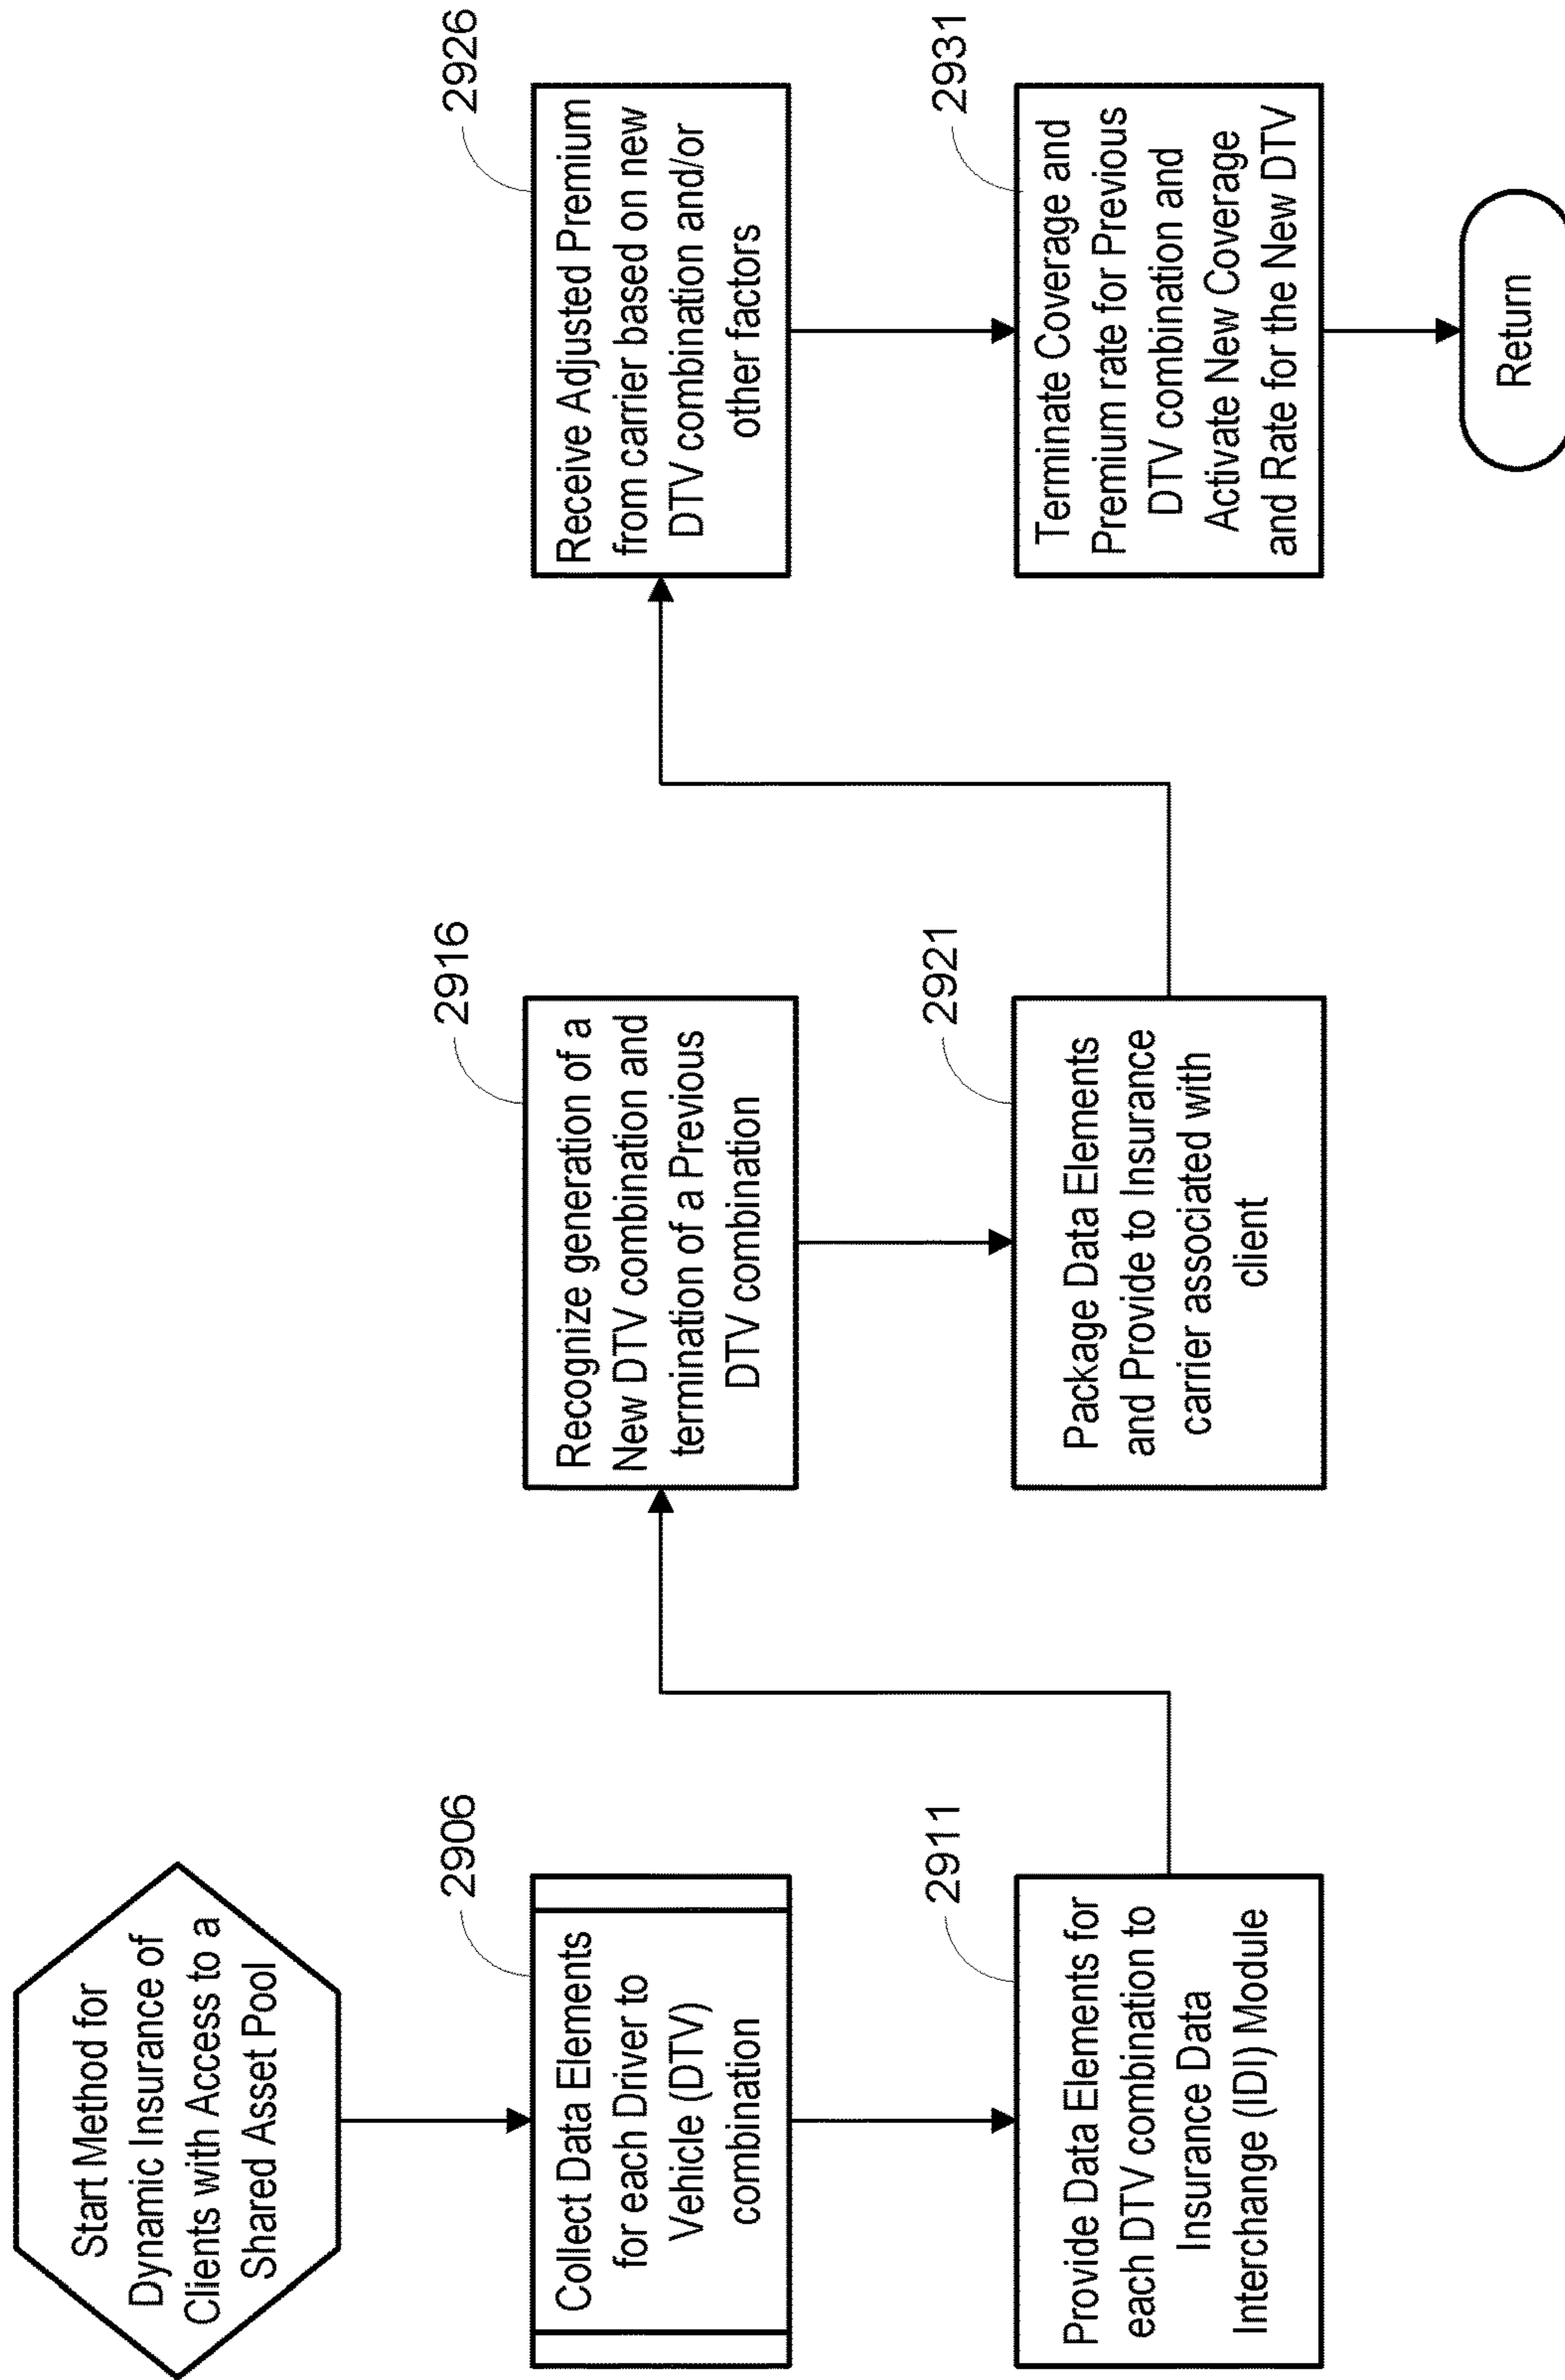 Start Method for
Dynamic Insurance of
Clients with Access to a
Shared Asset Pool
2906
Collect Data Elements
for each Driver to
Vehicle (DTV)
combination
2911
Provide Data Elements for
each DTV combination to
Insurance Data
Interchange (IDI) Module
2916
Recognize generation of a
New DTV combination and
termination of a Previous
DTV combination
2921
Package Data Elements
and Provide to Insurance
carrier associated with
client
2926
Receive Adjusted Premium
from carrier based on new
DTV combination and/or
other factors
2931
Terminate Coverage and
Premium rate for Previous
DTV combination and
Activate New Coverage
and Rate for the New DTV
Return